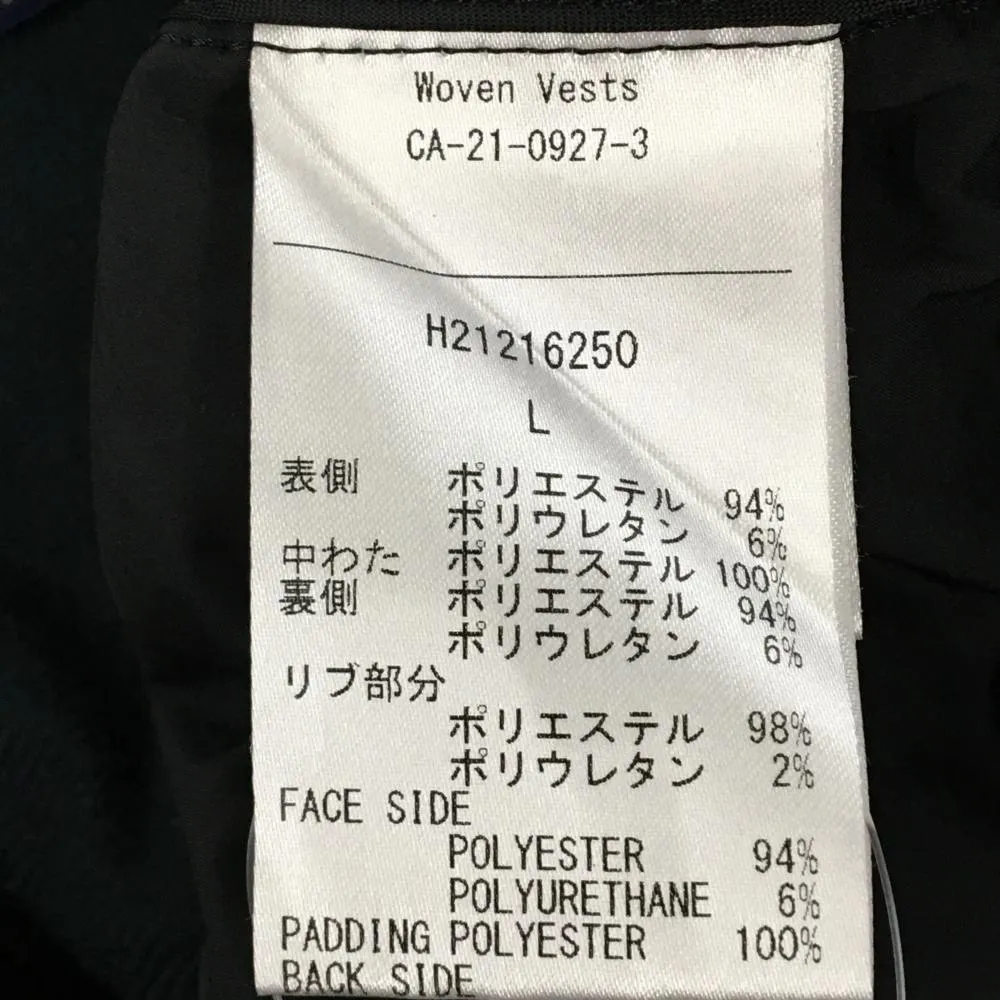 Woven Vests
CA-21-0927-3
H21216250
L
表側 ポリエステル 94%
ポリウレタン 6%
中わた ポリエステル 100%
裏側 ポリエステル 94%
ポリウレタン 6%
リブ部分
ポリエステル 98%
ポリウレタン 2%
FACE SIDE
POLYESTER 94%
POLYURETHANE 6%
PADDING POLYESTER 100%
BACK SIDE